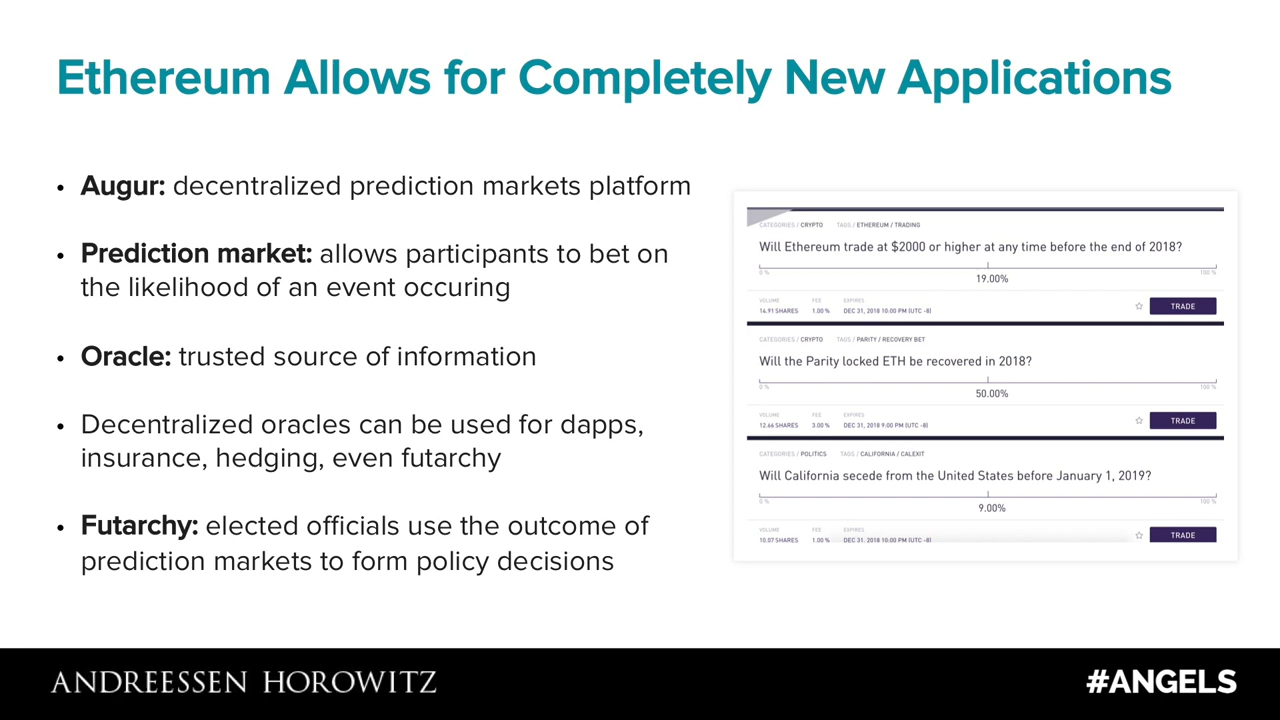 Ethereum Allows for Completely New Applications
• Augur: decentralized prediction markets platform
• Prediction market: allows participants to bet on
the likelihood of an event occuring
• Oracle: trusted source of information
• Decentralized oracles can be used for dapps,
insurance, hedging, even futarchy
• Futarchy: elected officials use the outcome of
prediction markets to form policy decisions
CATEGORIES / CRYPTO TAGS / ETHEREUM / TRADING
Will Ethereum trade at $2000 or higher at any time before the end of 2018?
0 % 100 %
19.00%
VOLUME FEE EXPIRES
14.91 SHARES 1.00 % DEC 31, 2018 10:00 PM (UTC -8)
TRADE
CATEGORIES / CRYPTO TAGS / PARITY / RECOVERY BET
Will the Parity locked ETH be recovered in 2018?
0 % 100 %
50.00%
VOLUME FEE EXPIRES
12.66 SHARES 3.00 % DEC 31, 2018 9:00 PM (UTC -8)
TRADE
CATEGORIES / POLITICS TAGS / CALIFORNIA / CALEXIT
Will California secede from the United States before January 1, 2019?
0 % 100 %
9.00%
VOLUME FEE EXPIRES
10.07 SHARES 1.00 % DEC 31, 2018 10:00 PM (UTC -8)
TRADE
ANDREESSEN HOROWITZ
#ANGELS